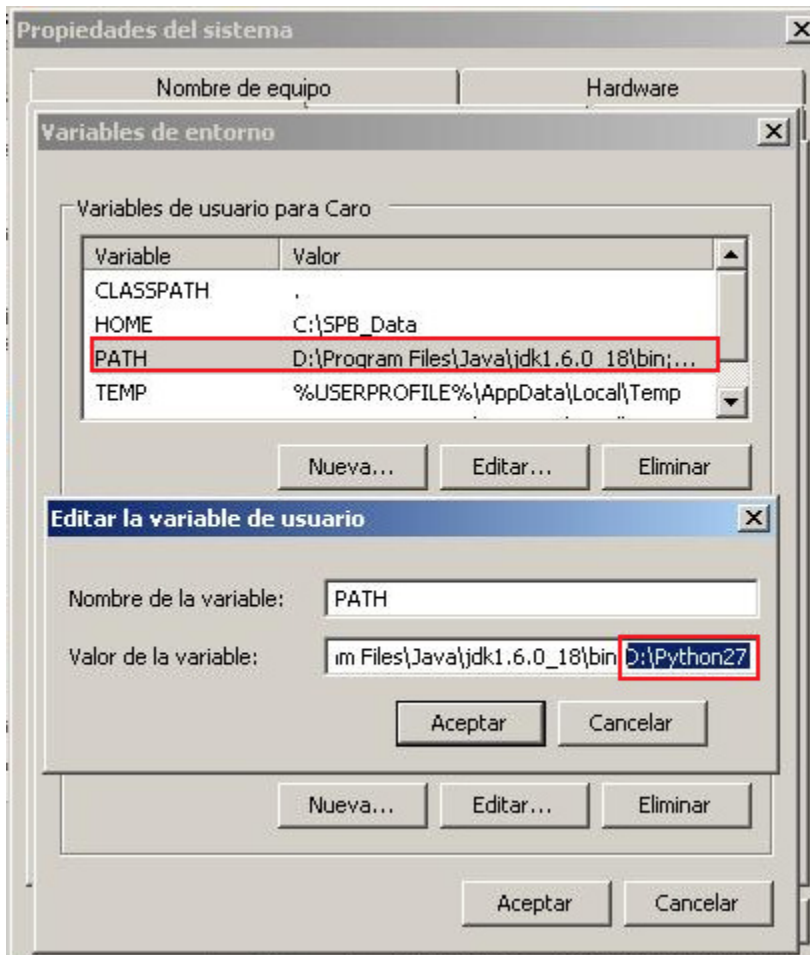 Propiedades del sistema
Nombre de equipo Hardware
Variables de entorno
Variables de usuario para Caro
Variable Valor
CLASSPATH .
HOME C:\SPB_Data
PATH D:\Program Files\Java\jdk1.6.0_18\bin;...
TEMP %USERPROFILE%\AppData\Local\Temp
Nueva... Editar... Eliminar
Editar la variable de usuario
Nombre de la variable: PATH
Valor de la variable: m Files\Java\jdk1.6.0_18\bin D:\Python27
Aceptar Cancelar
Nueva... Editar... Eliminar
Aceptar Cancelar